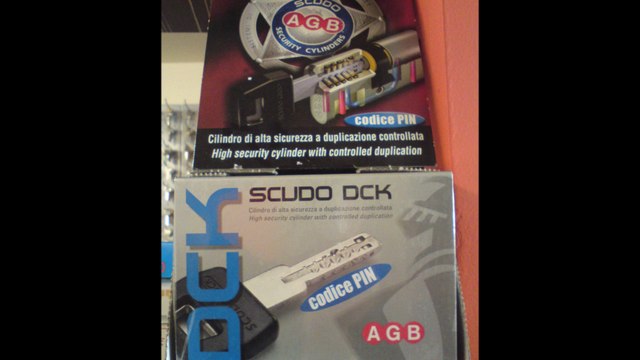 SCUDO
AGB
SECURITY CYLINDERS
codice PIN
Cilindro di alta sicurezza a duplicazione controllata
High security cylinder with controlled duplication
DCK
SCUDO DCK
Cilindro di alta sicurezza a duplicazione controllata
High security cylinder with controlled duplication
codice PIN
SCUDO
AGB